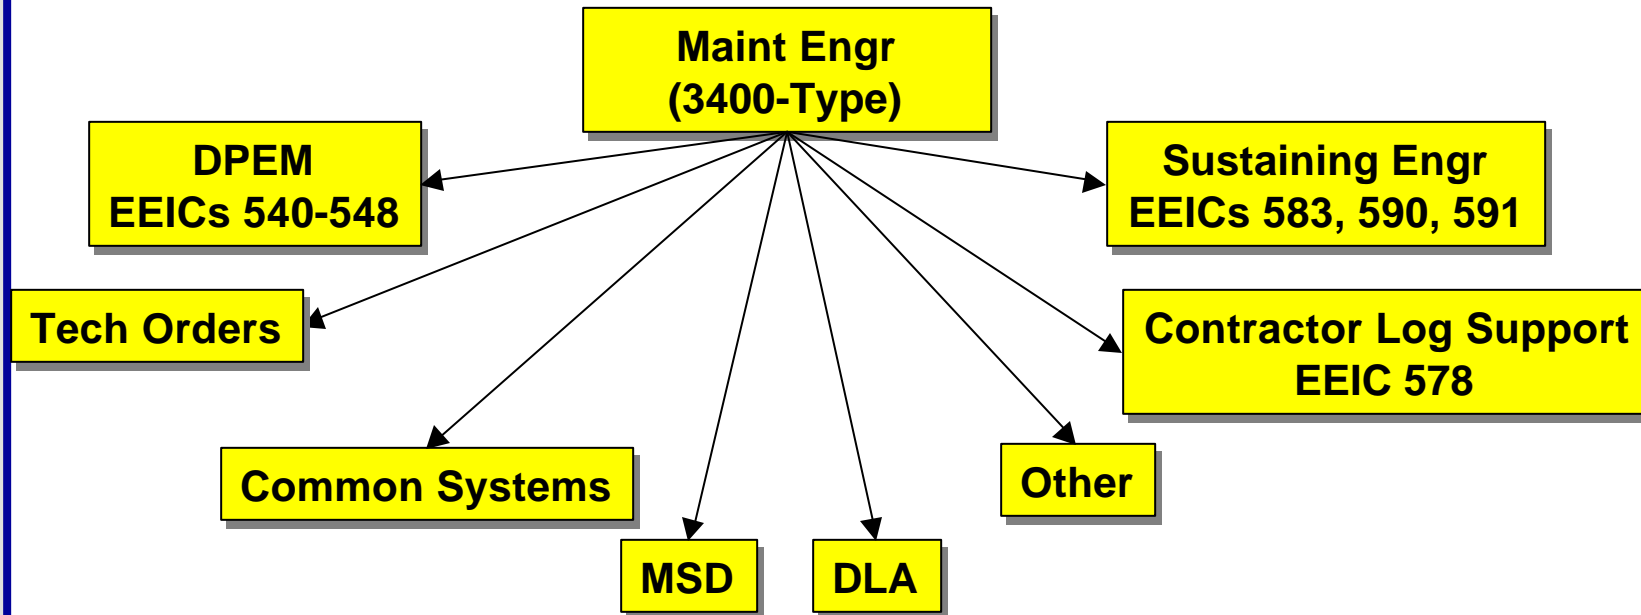 Maint Engr
(3400-Type)
DPEM
EEICs 540-548
Sustaining Engr
EEICs 583, 590, 591
Tech Orders
Contractor Log Support
EEIC 578
Common Systems
Other
MSD
DLA